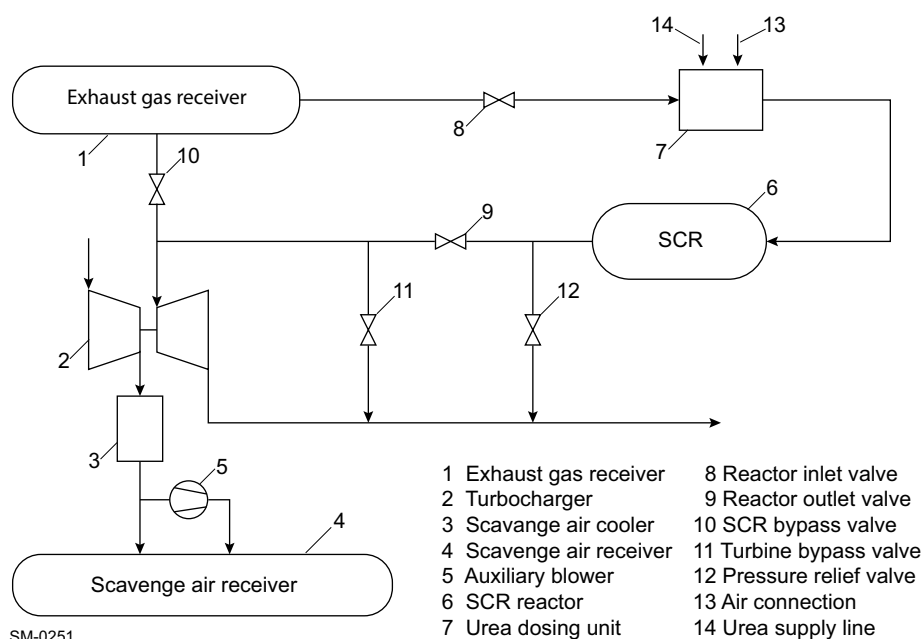 14
13
Exhaust gas receiver
1
10
8
7
6
9
SCR
11
12
2
3
5
4
Scavenge air receiver
1 Exhaust gas receiver
2 Turbocharger
3 Scavange air cooler
4 Scavenge air receiver
5 Auxiliary blower
6 SCR reactor
7 Urea dosing unit
8 Reactor inlet valve
9 Reactor outlet valve
10 SCR bypass valve
11 Turbine bypass valve
12 Pressure relief valve
13 Air connection
14 Urea supply line
SM-0251